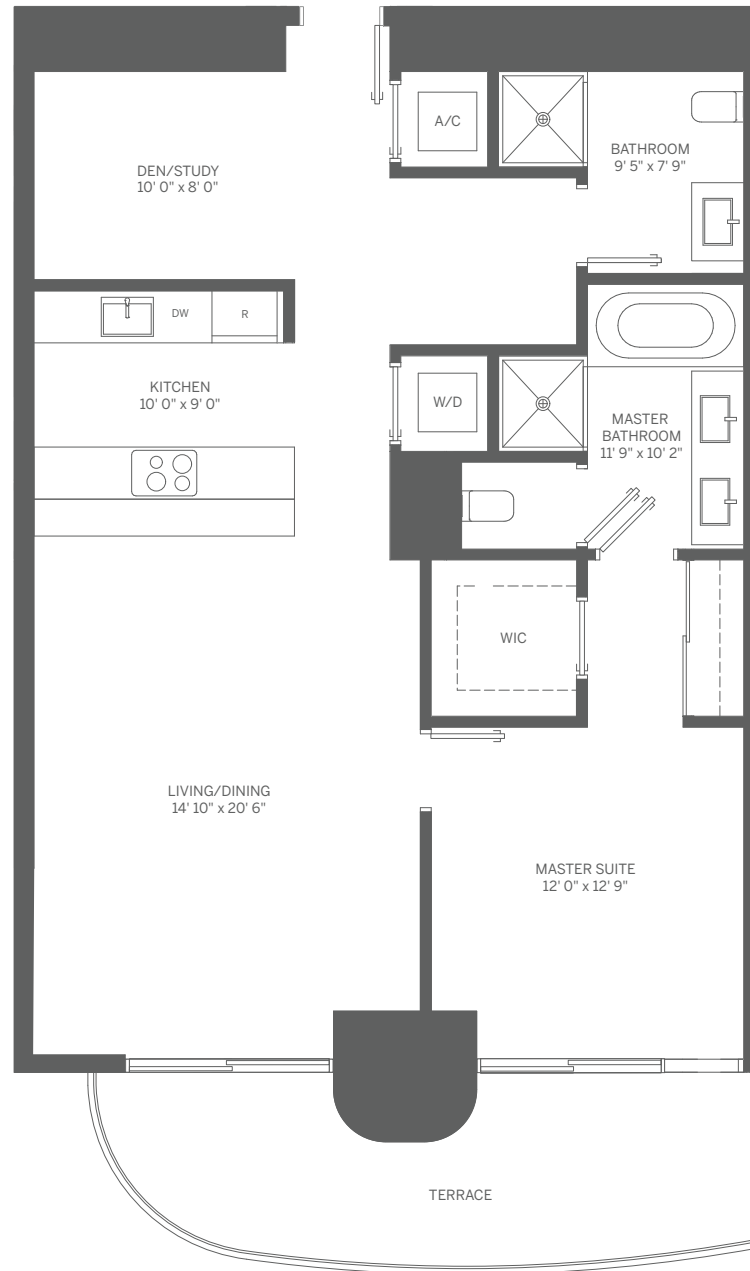 A/C
BATHROOM
9' 5" x 7' 9"
DEN/STUDY
10' 0" x 8' 0"
DW
R
KITCHEN
10' 0" x 9' 0"
W/D
MASTER
BATHROOM
11' 9" x 10' 2"
WIC
LIVING/DINING
14' 10" x 20' 6"
MASTER SUITE
12' 0" x 12' 9"
TERRACE